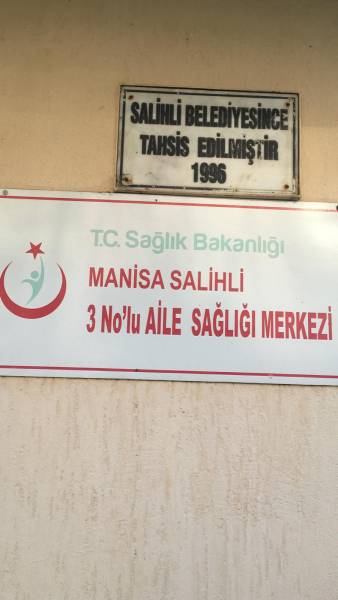 SALİHLİ BELEDİYESİNCE
TAHSİS EDİLMİŞTİR
1996
T.C. Sağlık Bakanlığı
MANİSA SALİHLİ
3 No'lu AİLE SAĞLIĞI MERKEZİ